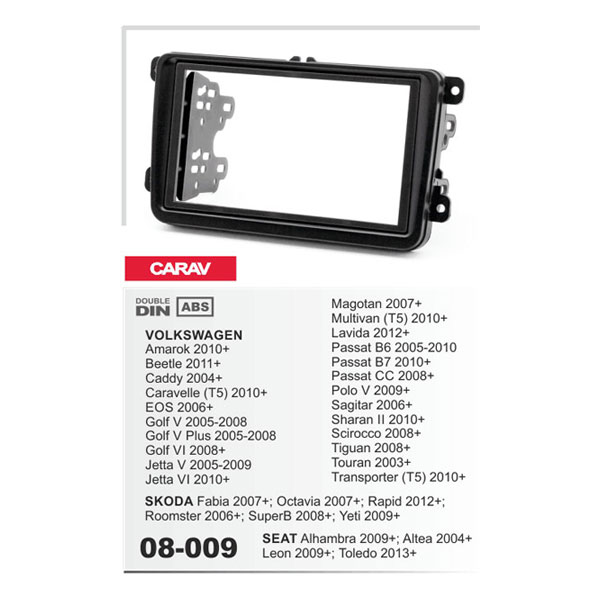 CARAV
DOUBLE
DIN
ABS
VOLKSWAGEN
Amarok 2010+
Beetle 2011+
Caddy 2004+
Caravelle (T5) 2010+
EOS 2006+
Golf V 2005-2008
Golf V Plus 2005-2008
Golf VI 2008+
Jetta V 2005-2009
Jetta VI 2010+
Magotan 2007+
Multivan (T5) 2010+
Lavida 2012+
Passat B6 2005-2010
Passat B7 2010+
Passat CC 2008+
Polo V 2009+
Sagitar 2006+
Sharan II 2010+
Scirocco 2008+
Tiguan 2008+
Touran 2003+
Transporter (T5) 2010+
SKODA Fabia 2007+; Octavia 2007+; Rapid 2012+;
Roomster 2006+; SuperB 2008+; Yeti 2009+
08-009
SEAT Alhambra 2009+; Altea 2004+
Leon 2009+; Toledo 2013+